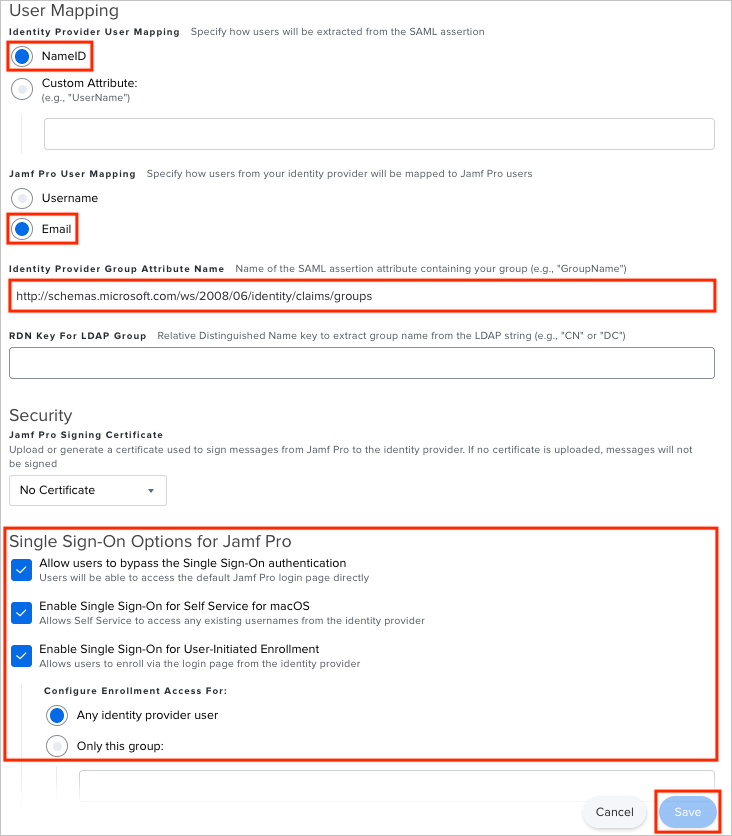 User Mapping
Identity Provider User Mapping Specify how users will be extracted from the SAML assertion
NameID
Custom Attribute:
(e.g., "UserName")
Jamf Pro User Mapping Specify how users from your identity provider will be mapped to Jamf Pro users
Username
Email
Identity Provider Group Attribute Name Name of the SAML assertion attribute containing your group (e.g., "GroupName")
http://schemas.microsoft.com/ws/2008/06/identity/claims/groups
RDN Key For LDAP Group Relative Distinguished Name key to extract group name from the LDAP string (e.g., "CN" or "DC")
Security
Jamf Pro Signing Certificate
Upload or generate a certificate used to sign messages from Jamf Pro to the identity provider. If no certificate is uploaded, messages will not
be signed
No Certificate
Single Sign-On Options for Jamf Pro
Allow users to bypass the Single Sign-On authentication
Users will be able to access the default Jamf Pro login page directly
Enable Single Sign-On for Self Service for macOS
Allows Self Service to access any existing usernames from the identity provider
Enable Single Sign-On for User-Initiated Enrollment
Allows users to enroll via the login page from the identity provider
Configure Enrollment Access For:
Any identity provider user
Only this group:
Cancel Save